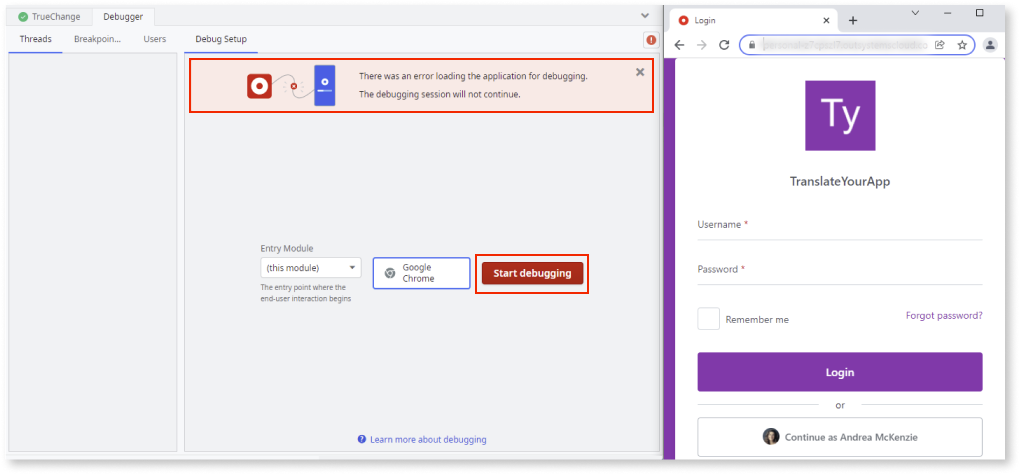 TrueChange
Debugger
Threads
Breakpoin...
Users
Debug Setup
There was an error loading the application for debugging.
The debugging session will not continue.
Entry Module
(this module)
The entry point where the
end-user interaction begins
Google
Chrome
Start debugging
Learn more about debugging
Login
Ty
TranslateYourApp
Username *
Password *
Remember me
Forgot password?
Login
or
Continue as Andrea McKenzie